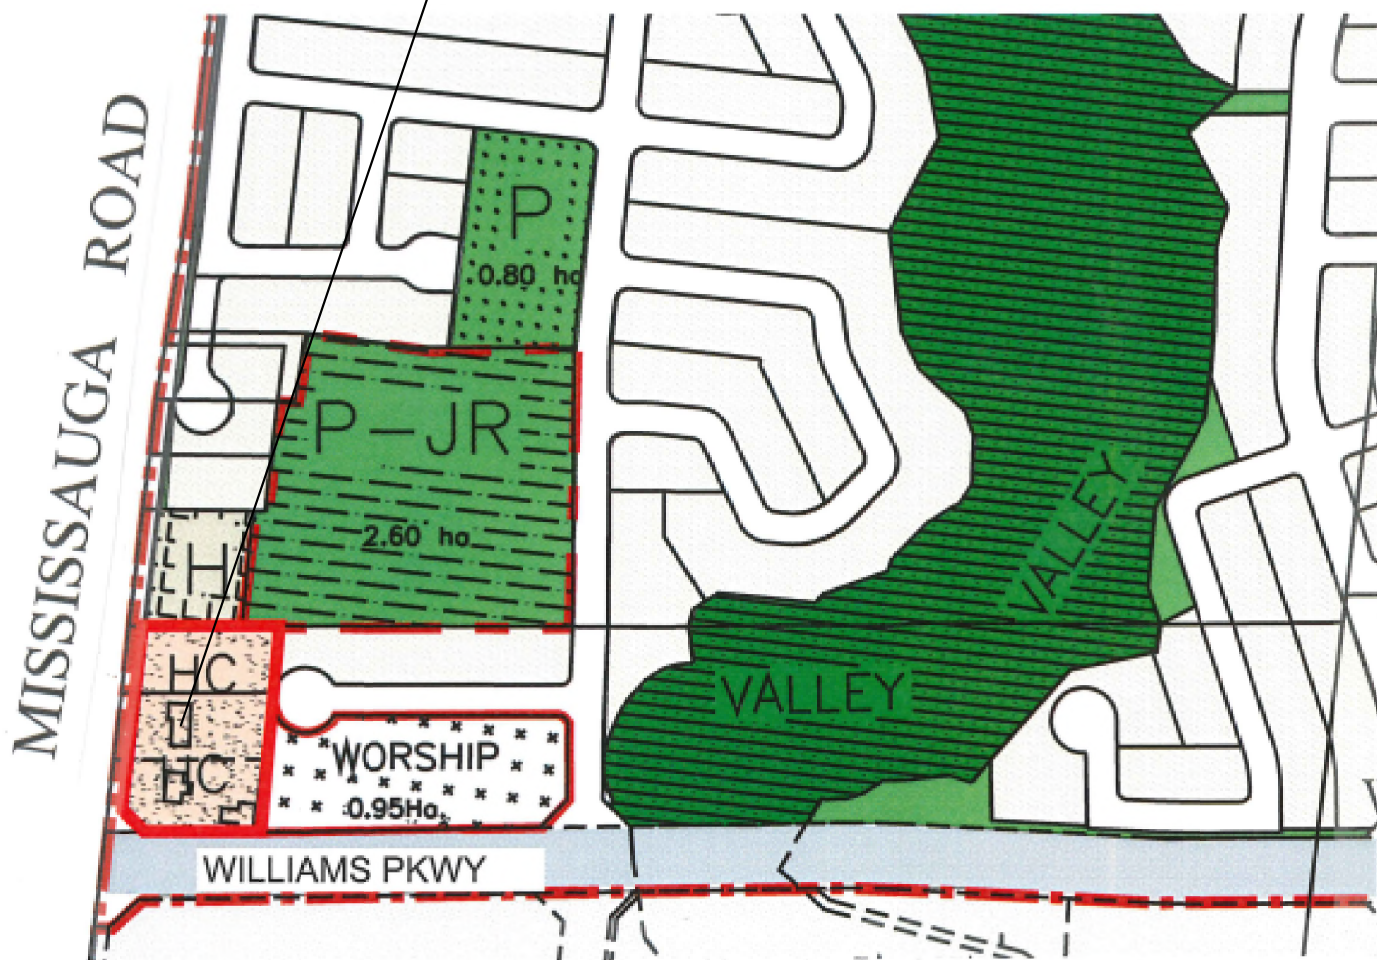 MISSISSAUGA ROAD
P
0.80 ha
P-JR
2.60 ha
H
HC
HC
WORSHIP
0.95Ha.
VALLEY
VALLEY
WILLIAMS PKWY